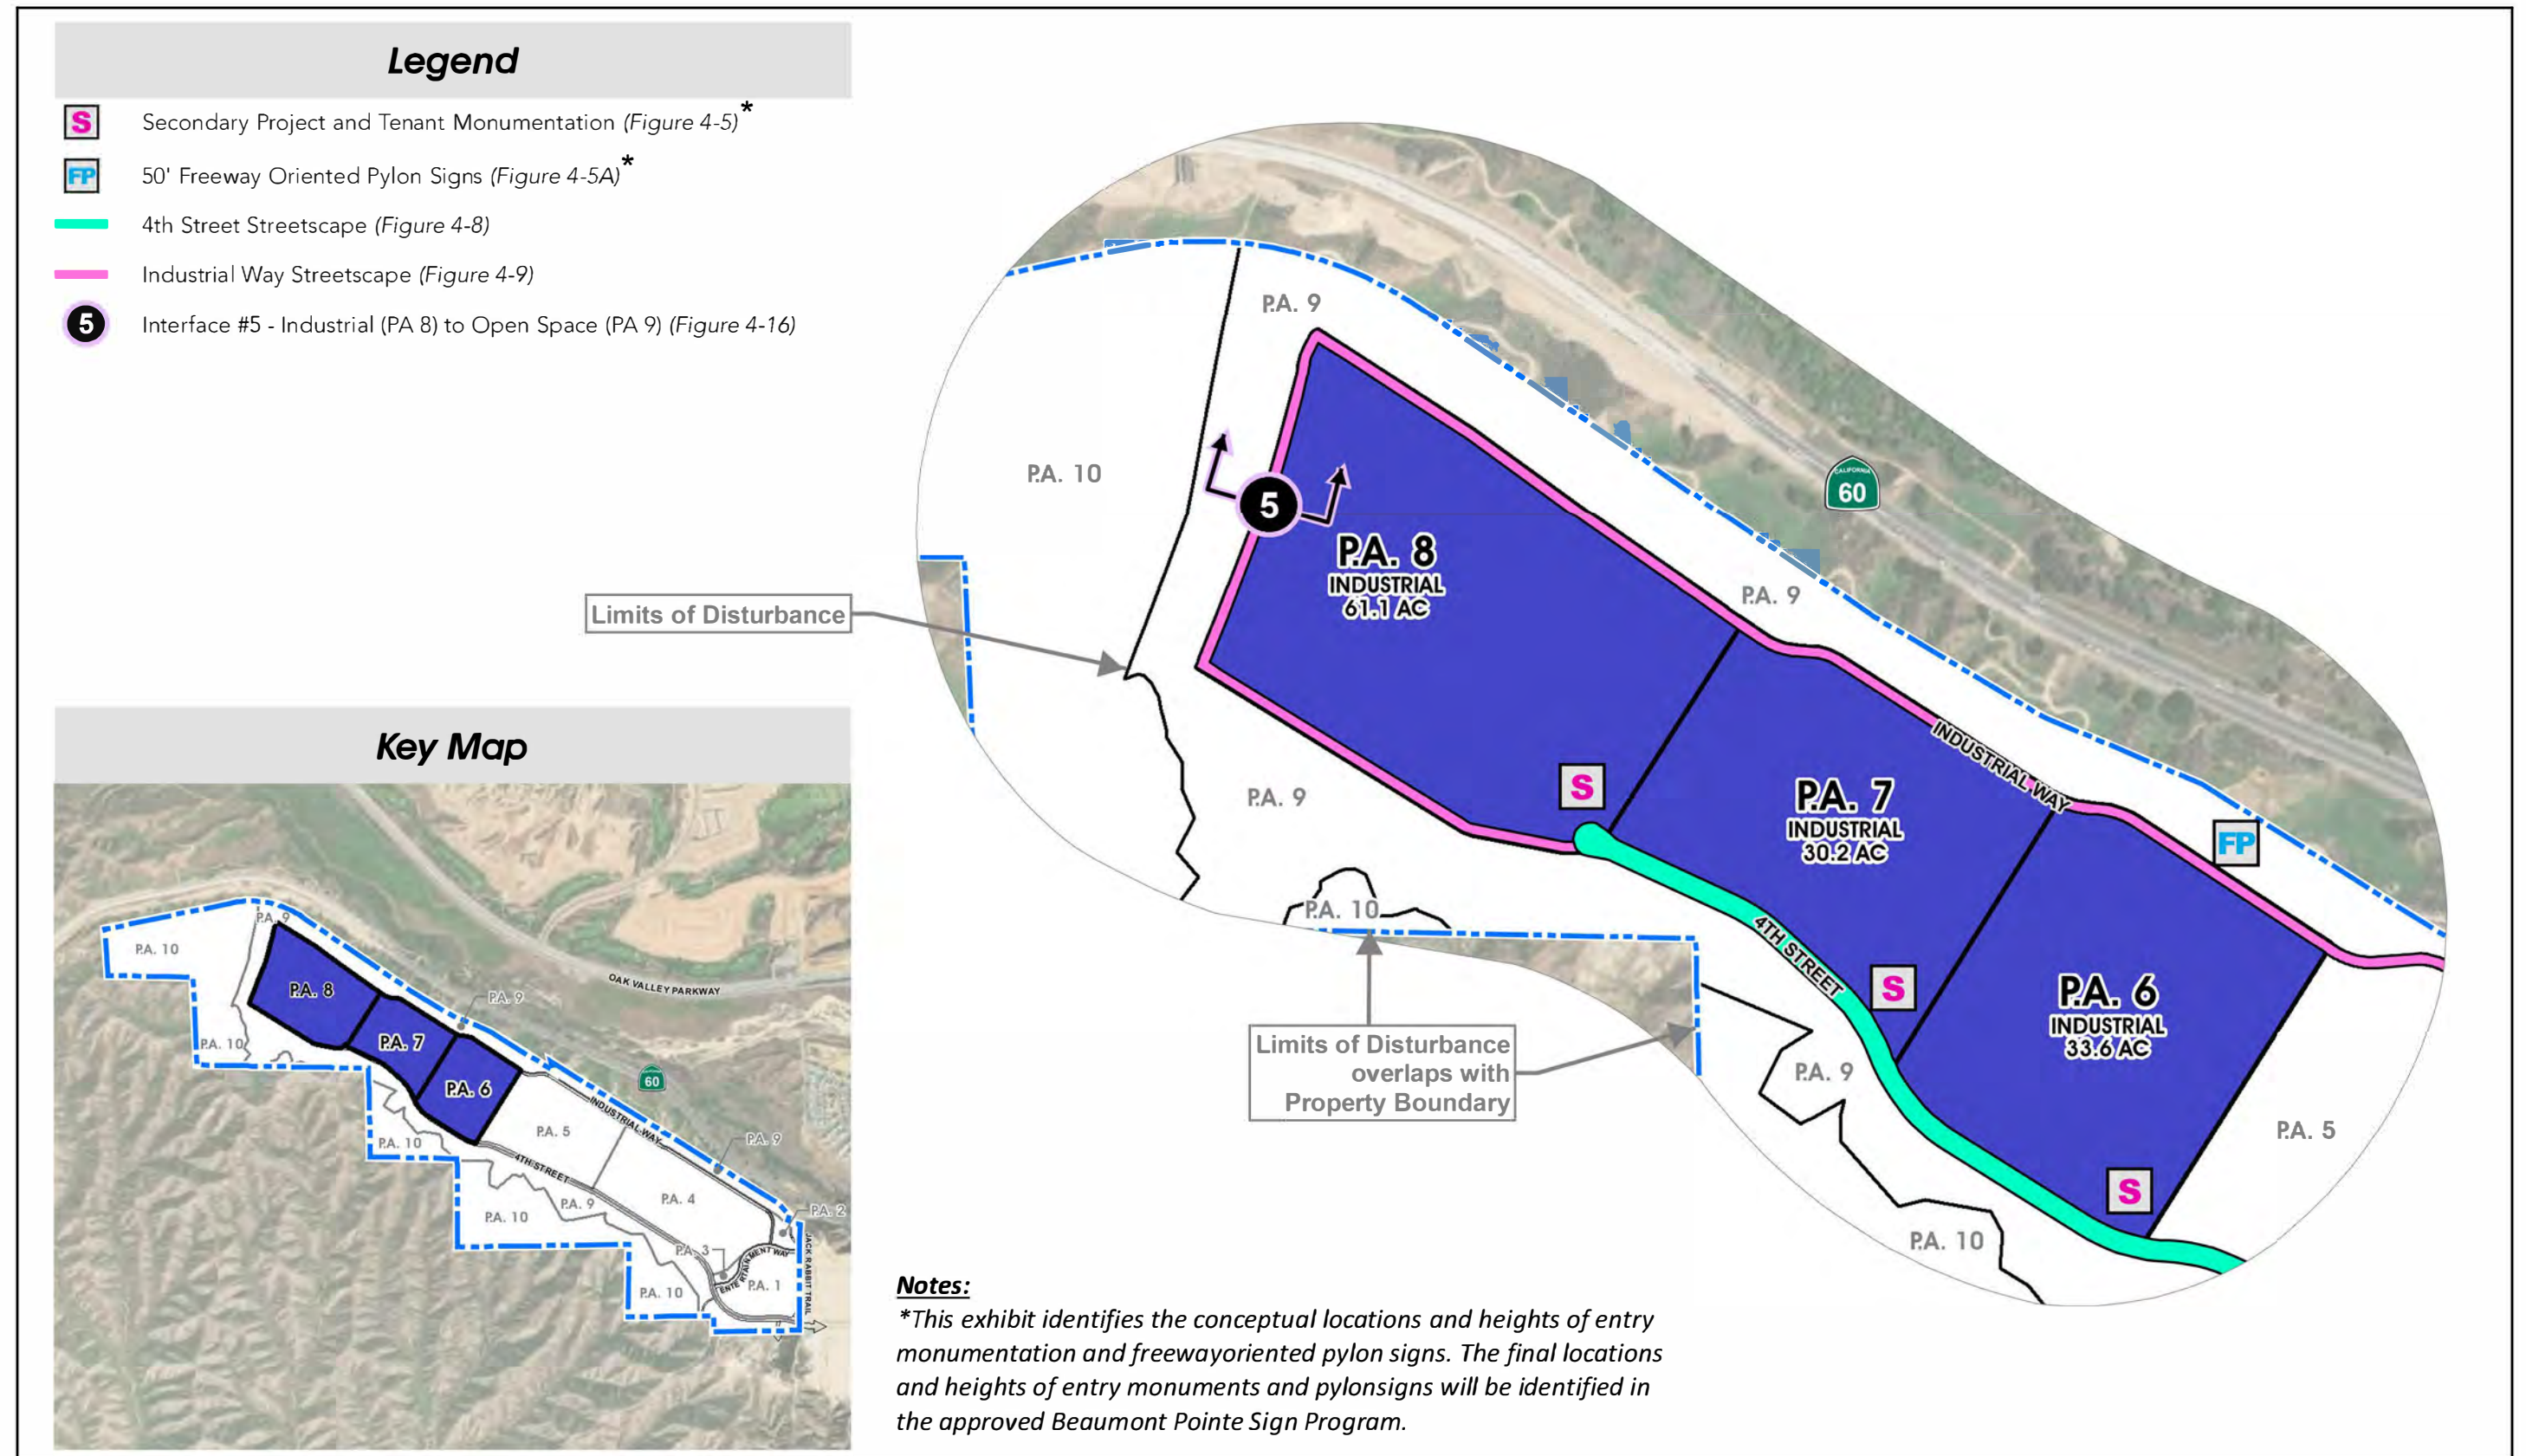 Legend
S Secondary Project and Tenant Monumentation (Figure 4-5)*
FP 50' Freeway Oriented Pylon Signs (Figure 4-5A)*
4th Street Streetscape (Figure 4-8)
Industrial Way Streetscape (Figure 4-9)
5 Interface #5 - Industrial (PA 8) to Open Space (PA 9) (Figure 4-16)
P.A. 9
P.A. 10
5
CALIFORNIA
60
P.A. 8
INDUSTRIAL
61.1 AC
P.A. 9
Limits of Disturbance
INDUSTRIAL WAY
S
P.A. 7
INDUSTRIAL
30.2 AC
P.A. 9
FP
P.A. 10
4TH STREET
S
P.A. 6
INDUSTRIAL
33.6 AC
Limits of Disturbance
overlaps with
Property Boundary
P.A. 9
P.A. 5
S
P.A. 10
Key Map
P.A. 9
P.A. 10
P.A. 8
OAK VALLEY PARKWAY
P.A. 9
P.A. 10
P.A. 7
60
P.A. 6
INDUSTRIAL WAY
P.A. 5
P.A. 9
P.A. 10
4TH STREET
P.A. 4
P.A. 9
P.A. 10
P.A. 2
P.A. 3
ENTERTAINMENT WAY
P.A. 1
JACK RABBIT TRAIL
P.A. 10
Notes:
*This exhibit identifies the conceptual locations and heights of entry
monumentation and freewayoriented pylon signs. The final locations
and heights of entry monuments and pylonsigns will be identified in
the approved Beaumont Pointe Sign Program.